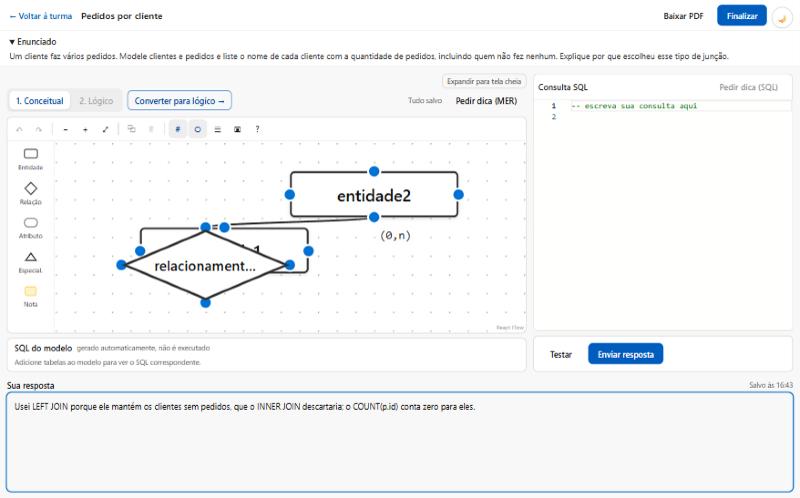 ← Voltar à turma Pedidos por cliente Baixar PDF Finalizar
▼ Enunciado
Um cliente faz vários pedidos. Modele clientes e pedidos e liste o nome de cada cliente com a quantidade de pedidos, incluindo quem não fez nenhum. Explique por que escolheu esse tipo de junção.
Expandir para tela cheia
1. Conceitual 2. Lógico Converter para lógico → Tudo salvo Pedir dica (MER)
Entidade
Relação
Atributo
Especial.
Nota
entidade2
(0,n)
relacionament...
React Flow
SQL do modelo gerado automaticamente, não é executado
Adicione tabelas ao modelo para ver o SQL correspondente.
Consulta SQL Pedir dica (SQL)
1 -- escreva sua consulta aqui
2
Testar Enviar resposta
Sua resposta Salvo às 16:43
Usei LEFT JOIN porque ele mantém os clientes sem pedidos, que o INNER JOIN descartaria; o COUNT(p.id) conta zero para eles.